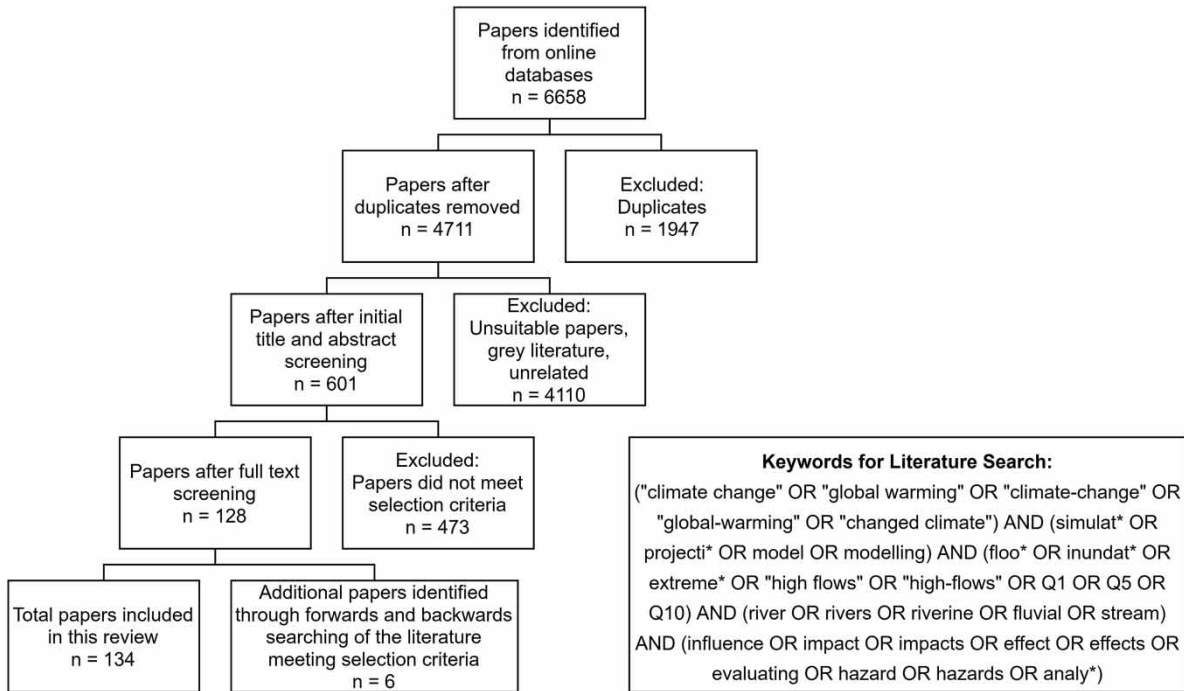 Papers identified
from online
databases
n = 6658
Papers after
duplicates removed
n = 4711
Excluded:
Duplicates
n = 1947
Papers after initial
title and abstract
screening
n = 601
Excluded:
Unsuitable papers,
grey literature,
unrelated
n = 4110
Papers after full text
screening
n = 128
Excluded:
Papers did not meet
selection criteria
n = 473
Total papers included
in this review
n = 134
Additional papers identified
through forwards and backwards
searching of the literature
meeting selection criteria
n = 6
Keywords for Literature Search:
("climate change" OR "global warming" OR "climate-change" OR
"global-warming" OR "changed climate") AND (simulat* OR
projecti* OR model OR modelling) AND (floo* OR inundat* OR
extreme* OR "high flows" OR "high-flows" OR Q1 OR Q5 OR
Q10) AND (river OR rivers OR riverine OR fluvial OR stream)
AND (influence OR impact OR impacts OR effect OR effects OR
evaluating OR hazard OR hazards OR analy*)